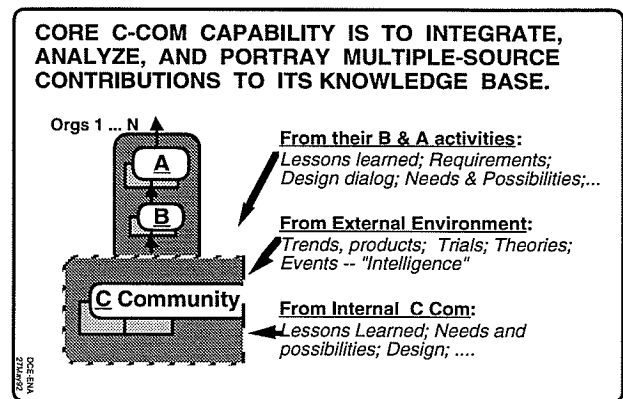 CORE C-COM CAPABILITY IS TO INTEGRATE,
ANALYZE, AND PORTRAY MULTIPLE-SOURCE
CONTRIBUTIONS TO ITS KNOWLEDGE BASE.
Orgs 1 ... N
A
B
C Community
From their B & A activities:
Lessons learned; Requirements;
Design dialog; Needs & Possibilities;...
From External Environment:
Trends, products; Trials; Theories;
Events -- "Intelligence"
From Internal C Com:
Lessons Learned; Needs and
possibilities; Design; ....
DCE-ENA
27May92